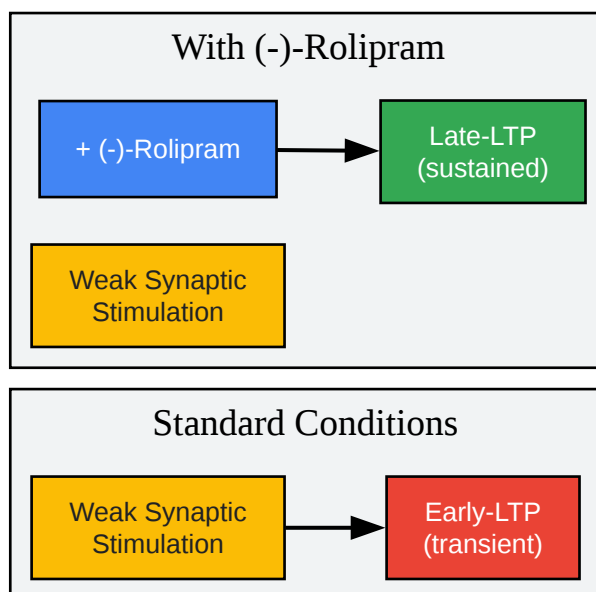 With (-)-Rolipram
+ (-)-Rolipram
Late-LTP
(sustained)
Weak Synaptic
Stimulation
Standard Conditions
Weak Synaptic
Stimulation
Early-LTP
(transient)